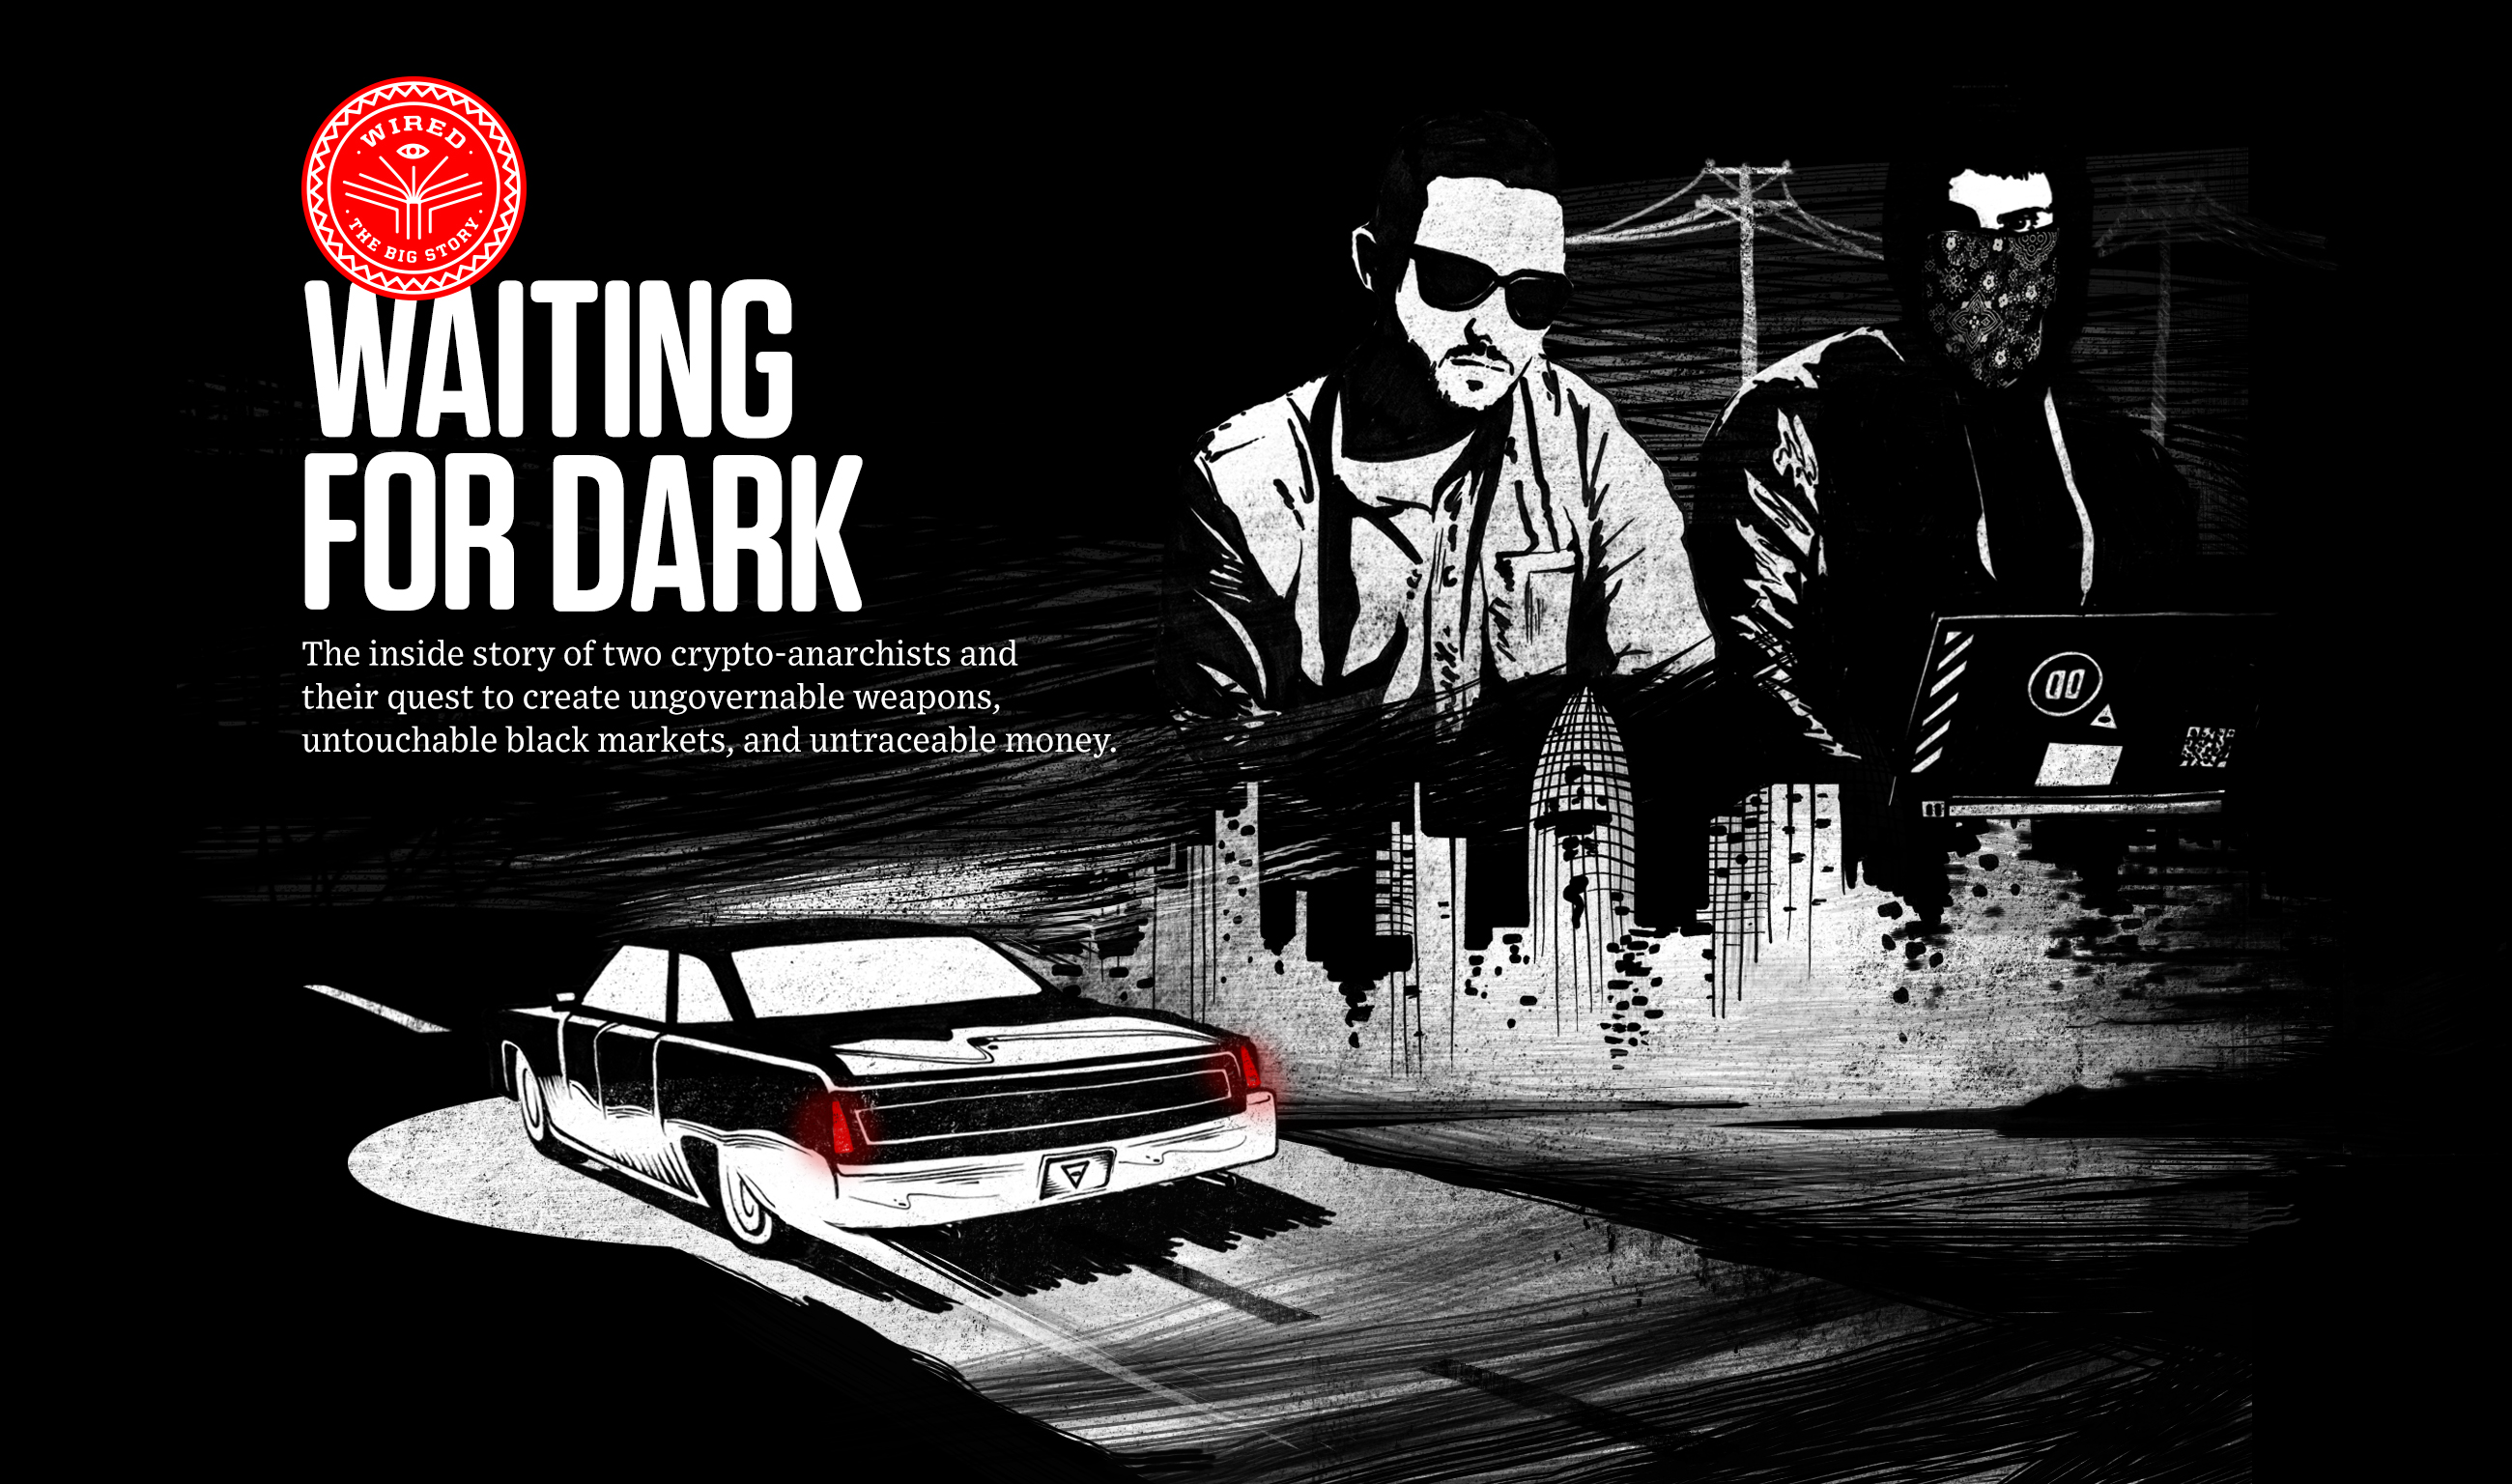 WIRED
THE BIG STORY
WAITING
FOR DARK
The inside story of two crypto-anarchists and
their quest to create ungovernable weapons,
untouchable black markets, and untraceable money.